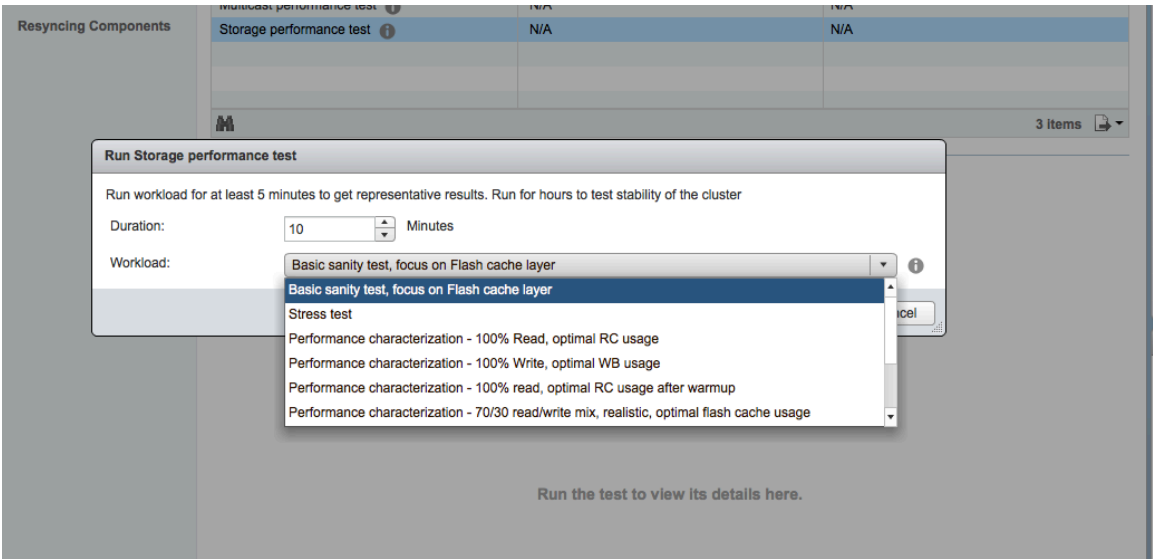 Multicast performance test
N/A
N/A
Resyncing Components
Storage performance test
N/A
N/A
3 items
Run Storage performance test
Run workload for at least 5 minutes to get representative results. Run for hours to test stability of the cluster
Duration:
10
Minutes
Workload:
Basic sanity test, focus on Flash cache layer
Basic sanity test, focus on Flash cache layer
Stress test
Performance characterization - 100% Read, optimal RC usage
Performance characterization - 100% Write, optimal WB usage
Performance characterization - 100% read, optimal RC usage after warmup
Performance characterization - 70/30 read/write mix, realistic, optimal flash cache usage
Run the test to view its details here.